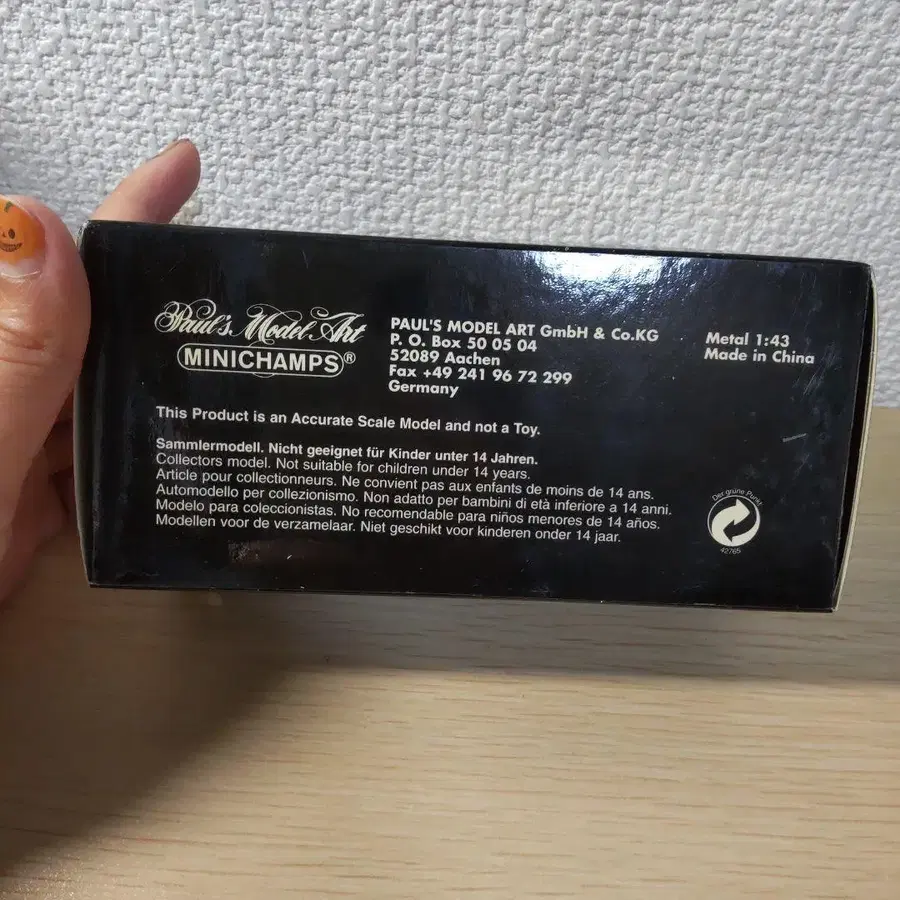 Paul's Model Art
MINICHAMPS®
PAUL'S MODEL ART GmbH & Co.KG
P. O. Box 50 05 04
52089 Aachen
Fax +49 241 96 72 299
Germany
Metal 1:43
Made in China
This Product is an Accurate Scale Model and not a Toy.
Sammlermodell. Nicht geeignet für Kinder unter 14 Jahren.
Collectors model. Not suitable for children under 14 years.
Article pour collectionneurs. Ne convient pas aux enfants de moins de 14 ans.
Automodello per collezionismo. Non adatto per bambini di età inferiore a 14 anni.
Modelo para coleccionistas. No recomendable para niños menores de 14 años.
Modellen voor de verzamelaar. Niet geschikt voor kinderen onder 14 jaar.
Der grüne Punkt
42765